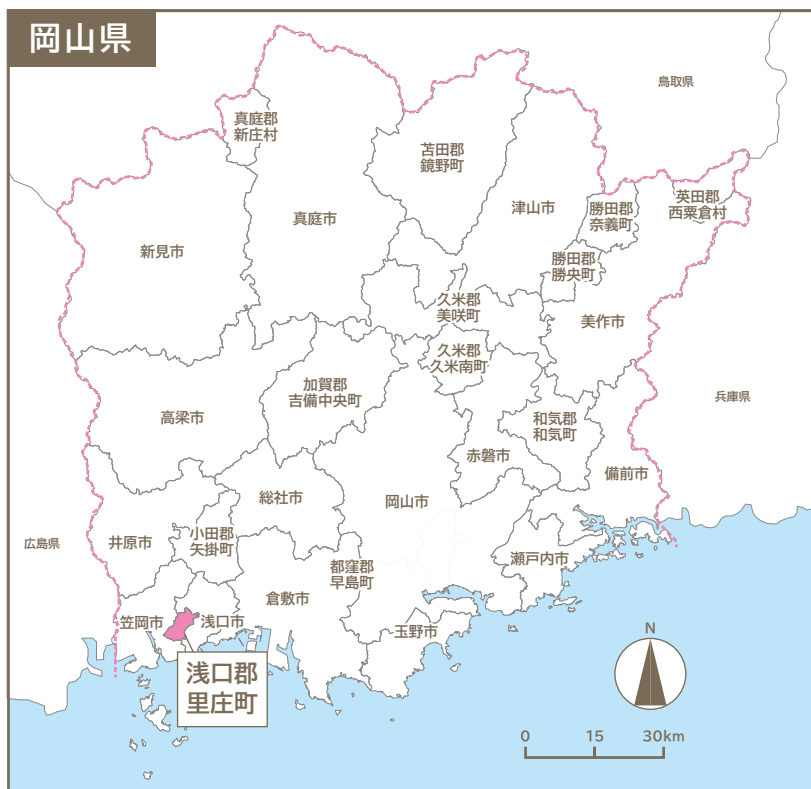 岡山県
鳥取県
真庭郡
新庄村
苫田郡
鏡野町
英田郡
西粟倉村
津山市
勝田郡
奈義町
真庭市
新見市
勝田郡
勝央町
久米郡
美咲町
美作市
久米郡
久米南町
加賀郡
吉備中央町
兵庫県
高梁市
和気郡
和気町
赤磐市
備前市
総社市
岡山市
広島県
井原市
小田郡
矢掛町
瀬戸内市
都窪郡
早島町
倉敷市
笠岡市
浅口市
玉野市
浅口郡
里庄町
N
0 15 30km